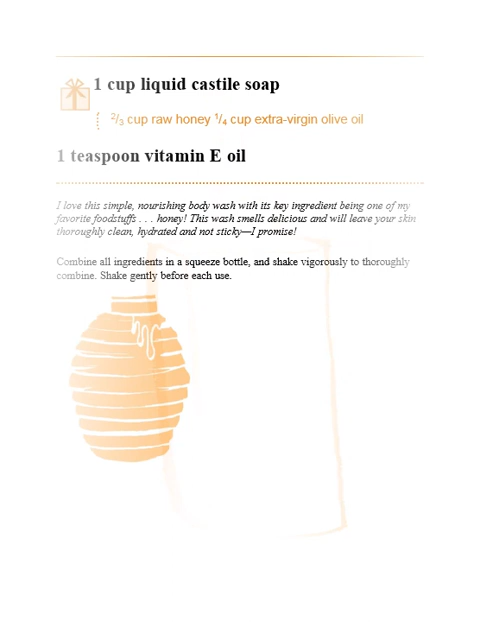 1 cup liquid castile soap
2/3 cup raw honey 1/4 cup extra-virgin olive oil
1 teaspoon vitamin E oil
I love this simple, nourishing body wash with its key ingredient being one of my
favorite foodstuffs . . . honey! This wash smells delicious and will leave your skin
thoroughly clean, hydrated and not sticky—I promise!
Combine all ingredients in a squeeze bottle, and shake vigorously to thoroughly
combine. Shake gently before each use.